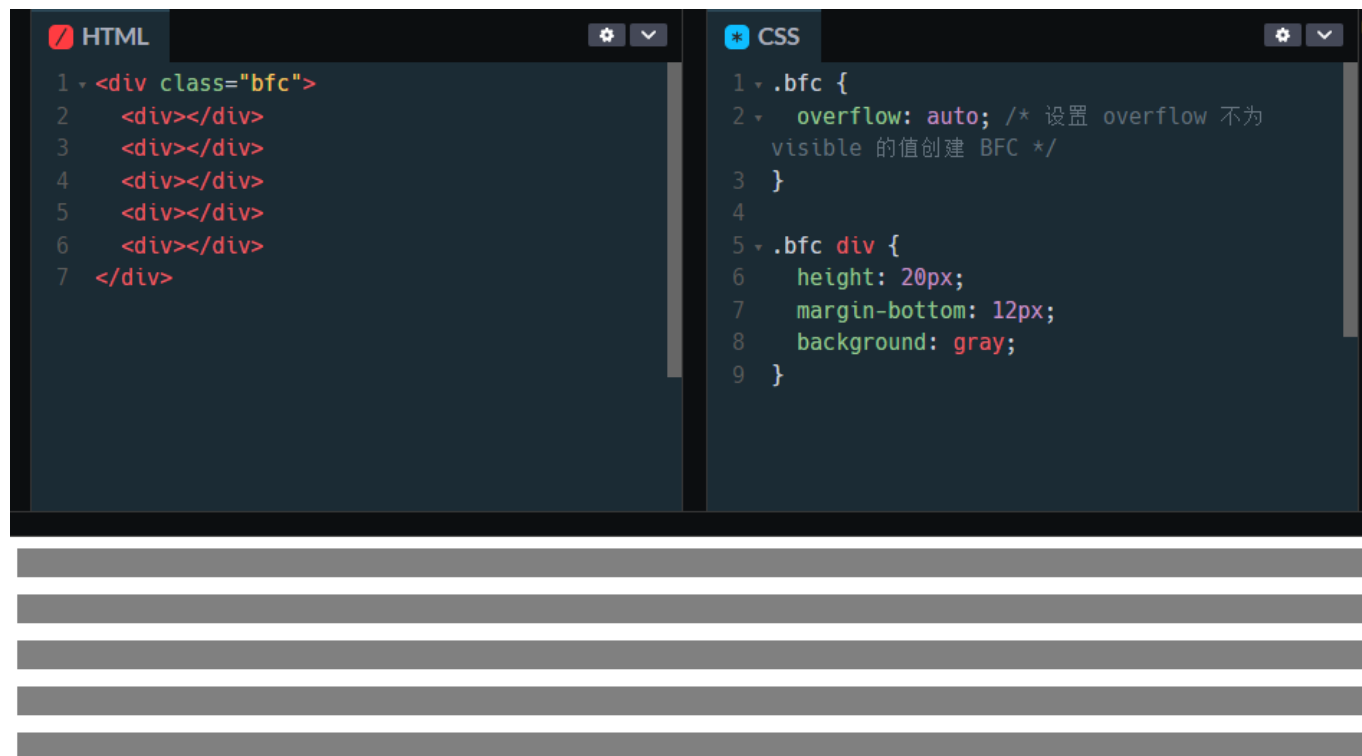 HTML
1 <div class="bfc">
2 <div></div>
3 <div></div>
4 <div></div>
5 <div></div>
6 <div></div>
7 </div>
CSS
1 .bfc {
2 overflow: auto; /* 设置 overflow 不为
visible 的值创建 BFC */
3 }
4
5 .bfc div {
6 height: 20px;
7 margin-bottom: 12px;
8 background: gray;
9 }